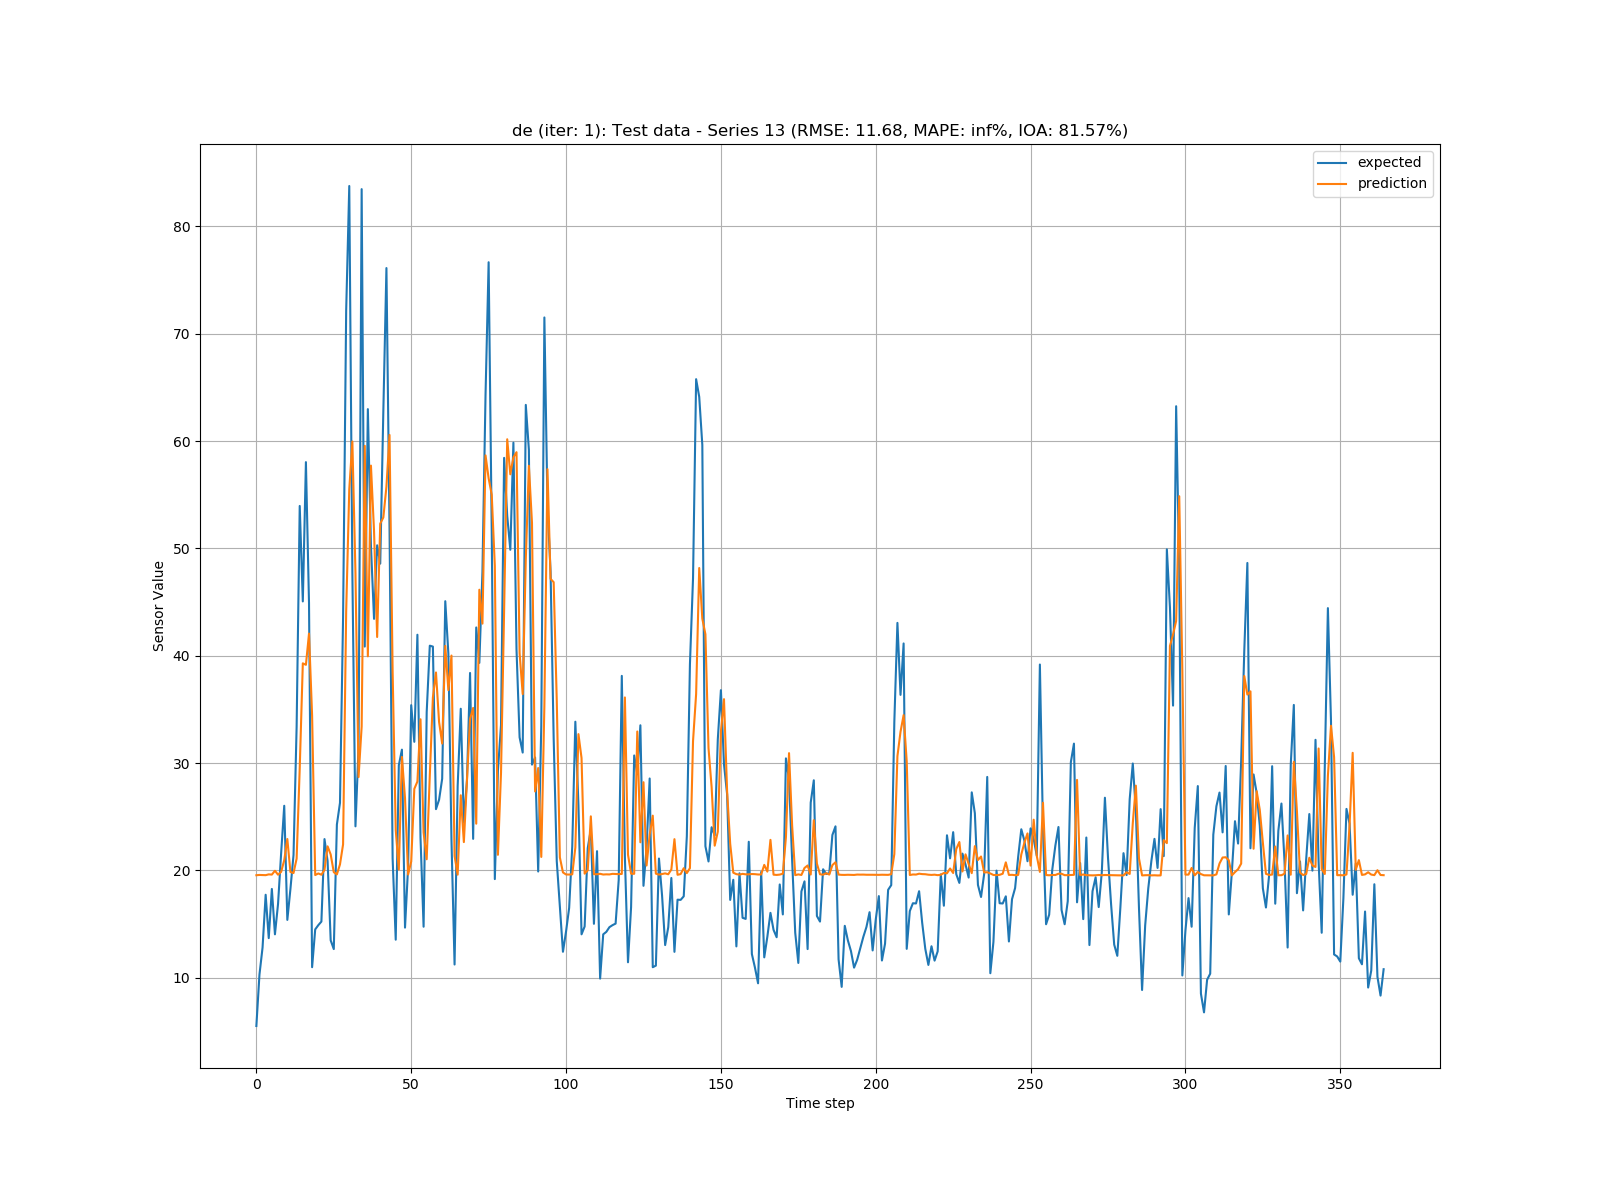 de (iter: 1): Test data - Series 13 (RMSE: 11.68, MAPE: inf%, IOA: 81.57%)
expected
prediction
80
70
60
50
40
30
20
10
Sensor Value
0 50 100 150 200 250 300 350
Time step